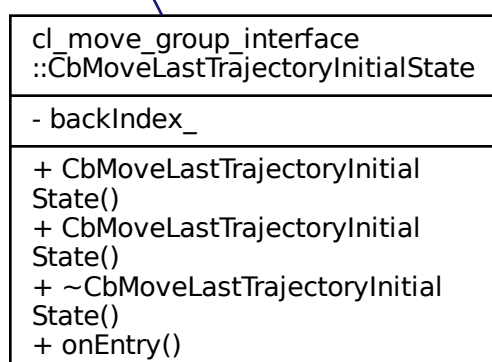 cl_move_group_interface
::CbMoveLastTrajectoryInitialState
- backIndex_
+ CbMoveLastTrajectoryInitial
State()
+ CbMoveLastTrajectoryInitial
State()
+ ~CbMoveLastTrajectoryInitial
State()
+ onEntry()